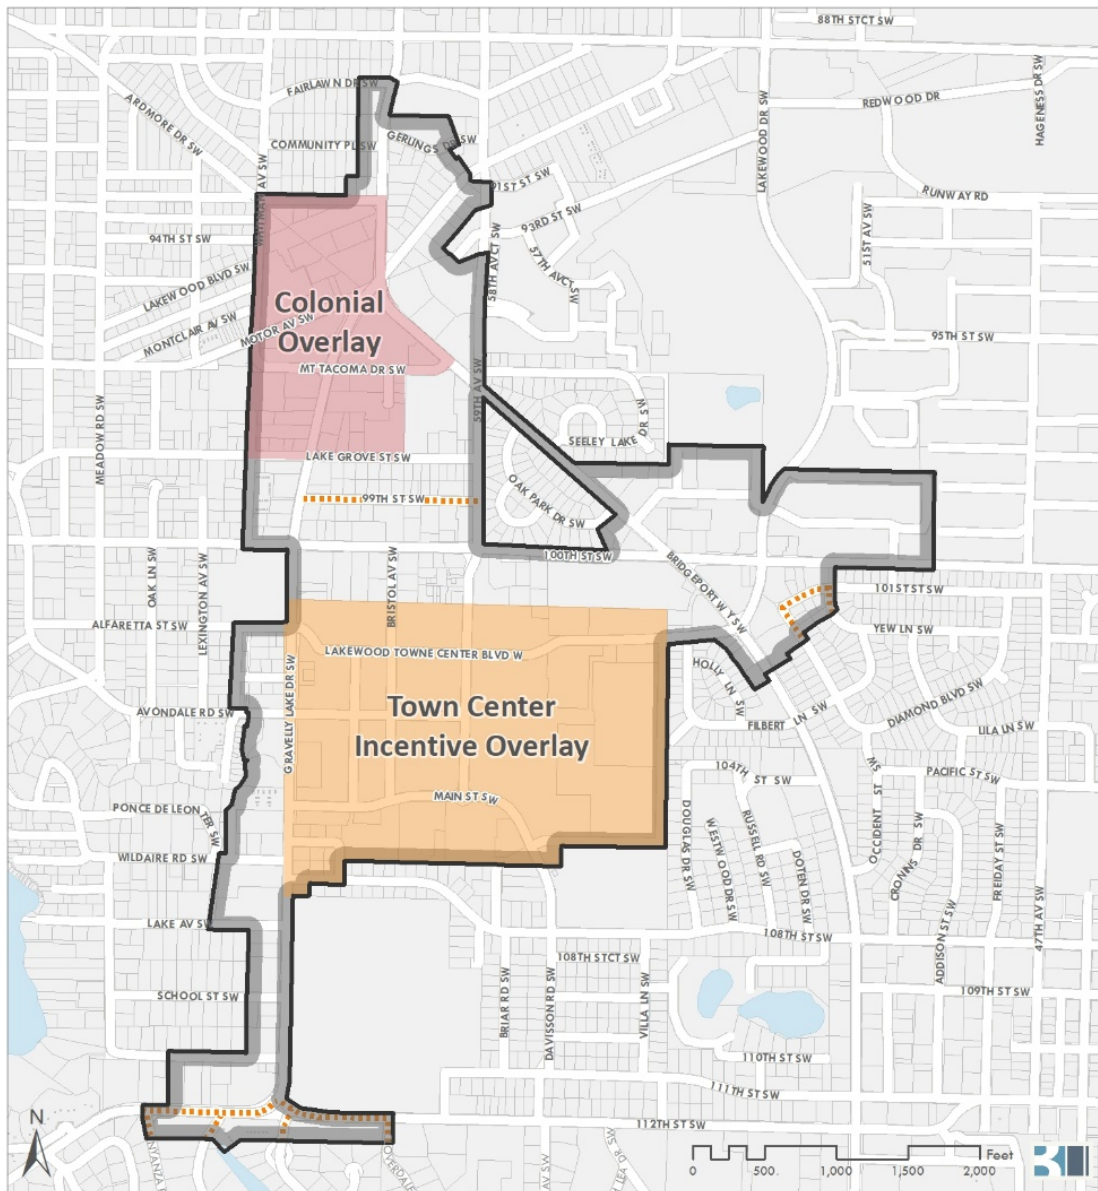 88TH STCT SW
FAIRLAWN DR SW
ARDMORE DR SW
REDWOOD DR
HAGENESS DR SW
LAKEWOOD DR SW
GERLINGS DR SW
COMMUNITY PL SW
91ST ST SW
RUNWAY RD
93RD ST SW
94TH ST SW
51ST AV SW
57TH AVCT SW
58TH AVCT SW
LAKEWOOD BLVD SW
Colonial
Overlay
MONTCLAIR AV SW
MOTOR AV SW
95TH ST SW
MT TACOMA DR SW
59TH AV SW
MEADOW RD SW
SEELEY LAKE DR SW
LAKE GROVE ST SW
OAK PARK DR SW
99TH ST SW
100TH ST SW
BRIDGEPORT WY SW
OAK LN SW
LEXINGTON AV SW
BRISTOL AV SW
101ST ST SW
ALFARETTA ST SW
YEW LN SW
LAKEWOOD TOWNE CENTER BLVD W
HOLLY LN SW
GRAVELLY LAKE DR SW
Town Center
Incentive Overlay
AVONDALE RD SW
FILBERT LN SW
DIAMOND BLVD SW
LILA LN SW
104TH ST SW
PACIFIC ST SW
MAIN ST SW
PONCE DE LEON TER SW
DOUGLAS DR SW
WESTWOOD DR SW
RUSSELL RD SW
DOTEN DR SW
OCCIDENT ST SW
CRONINS DR SW
FREIDAY ST SW
WILDAIRE RD SW
LAKE AV SW
108TH ST SW
ADDISON ST SW
47TH AV SW
108TH STCT SW
SCHOOL ST SW
BRIAR RD SW
DAVISSON RD SW
VILLA LN SW
109TH ST SW
110TH ST SW
111TH ST SW
112TH ST SW
N
Feet
0 500 1,000 1,500 2,000